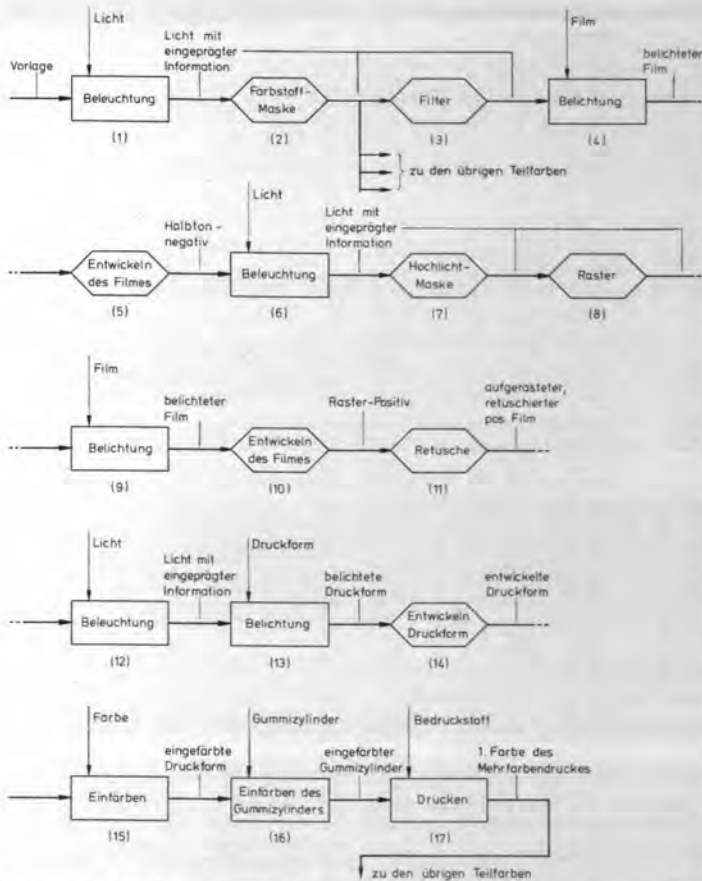 Licht
Licht mit
eingeprägter
Information
Film
Vorlage
belichteter
Film
Beleuchtung
Farbstoff-
Maske
Filter
Belichtung
(1)
(2)
(3)
(4)
zu den übrigen Teilfarben
Licht
Halbton-
negativ
Licht mit
eingeprägter
Information
Entwickeln
des Filmes
Beleuchtung
Hochlicht-
Maske
Raster
(5)
(6)
(7)
(8)
Film
belichteter
Film
Raster-Positiv
aufgerasteter,
retuschierter
pos. Film
Belichtung
Entwickeln
des Filmes
Retusche
(9)
(10)
(11)
Licht
Licht mit
eingeprägter
Information
Druckform
belichtete
Druckform
entwickelte
Druckform
Beleuchtung
Belichtung
Entwickeln
Druckform
(12)
(13)
(14)
Farbe
eingefärbte
Druckform
Gummizylinder
eingefärbter
Gummizylinder
Bedruckstoff
1. Farbe des
Mehrfarbendruckes
Einfärben
Einfärben des
Gummizylinders
Drucken
(15)
(16)
(17)
zu den übrigen Teilfarben